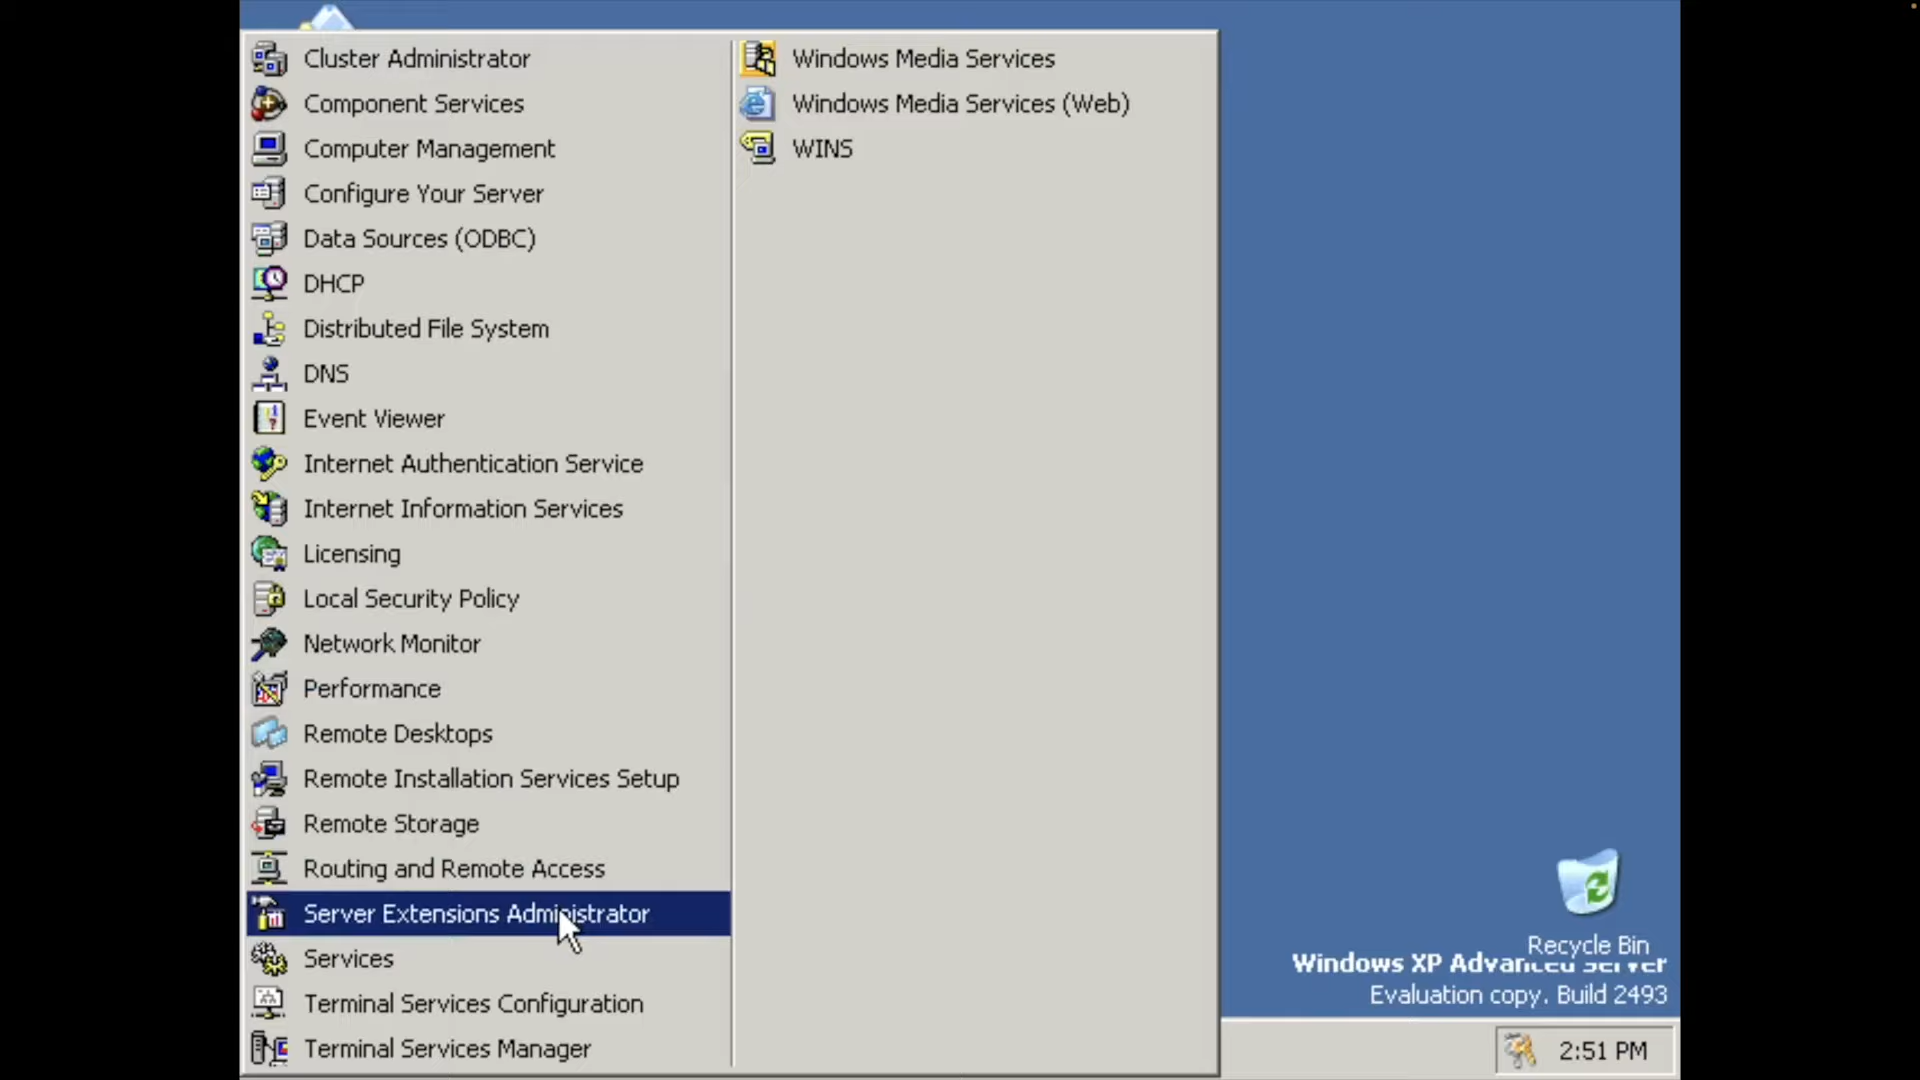 Cluster Administrator
Component Services
Computer Management
Configure Your Server
Data Sources (ODBC)
DHCP
Distributed File System
DNS
Event Viewer
Internet Authentication Service
Internet Information Services
Licensing
Local Security Policy
Network Monitor
Performance
Remote Desktops
Remote Installation Services Setup
Remote Storage
Routing and Remote Access
Server Extensions Administrator
Services
Terminal Services Configuration
Terminal Services Manager
Windows Media Services
Windows Media Services (Web)
WINS
Recycle Bin
Windows XP Advanced Server
Evaluation copy. Build 2493
2:51 PM